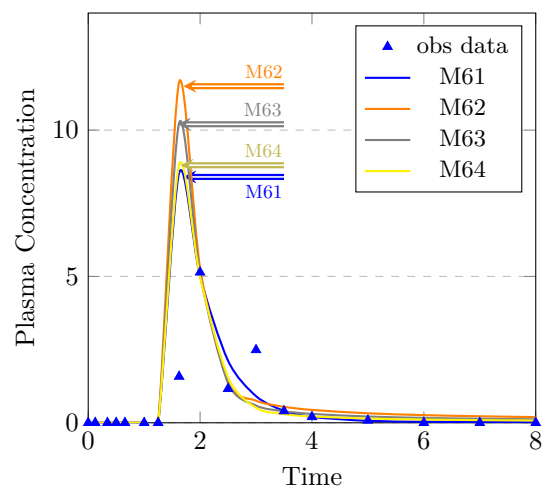 obs data
M61
M62
M63
M64
M62
M63
M64
M61
10
5
0
0 2 4 6 8
Time
Plasma Concentration